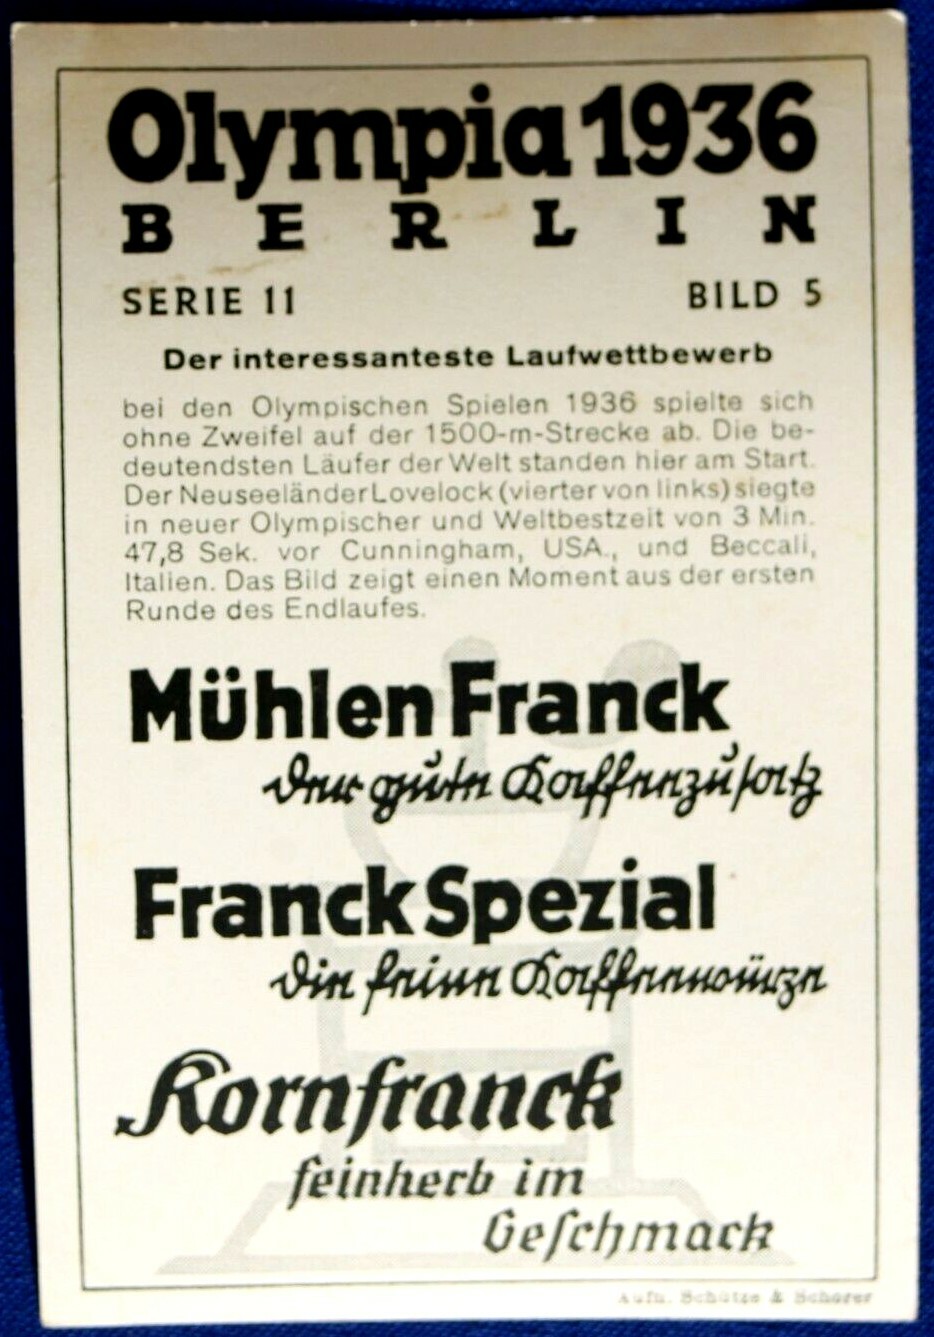 Olympia 1936
BERLIN
SERIE 11 BILD 5
Der interessanteste Laufwettbewerb
bei den Olympischen Spielen 1936 spielte sich
ohne Zweifel auf der 1500-m-Strecke ab. Die be-
deutendsten Läufer der Welt standen hier am Start.
Der Neuseeländer Lovelock (vierter von links) siegte
in neuer Olympischer und Weltbestzeit von 3 Min.
47,8 Sek. vor Cunningham, USA., und Beccali,
Italien. Das Bild zeigt einen Moment aus der ersten
Runde des Endlaufes.
Mühlen Franck
der gute Kaffeezusatz
Franck Spezial
die feine Kaffeewürze
Kornfranck
feinherb im
Geschmack
Aufn. Schütze & Schorer